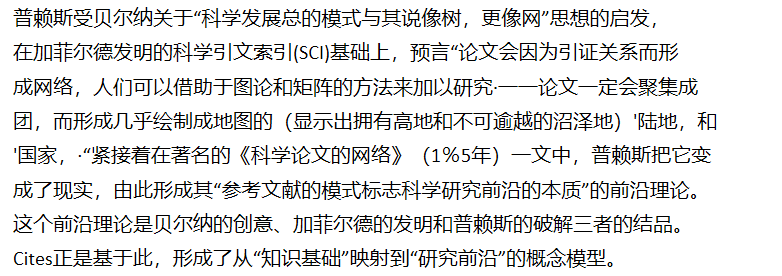 普赖斯受贝尔纳关于“科学发展总的模式与其说像树，更像网”思想的启发，
在加菲尔德发明的科学引文索引(SCI)基础上，预言“论文会因为引证关系而形
成网络，人们可以借助于图论和矩阵的方法来加以研究·一一论文一定会聚集成
团，而形成几乎绘制成地图的（显示出拥有高地和不可逾越的沼泽地）'陆地，和
'国家，·“紧接着在著名的《科学论文的网络》（1%5年）一文中，普赖斯把它变
成了现实，由此形成其“参考文献的模式标志科学研究前沿的本质”的前沿理论。
这个前沿理论是贝尔纳的创意、加菲尔德的发明和普赖斯的破解三者的结品。
Cites正是基于此，形成了从“知识基础”映射到“研究前沿”的概念模型。